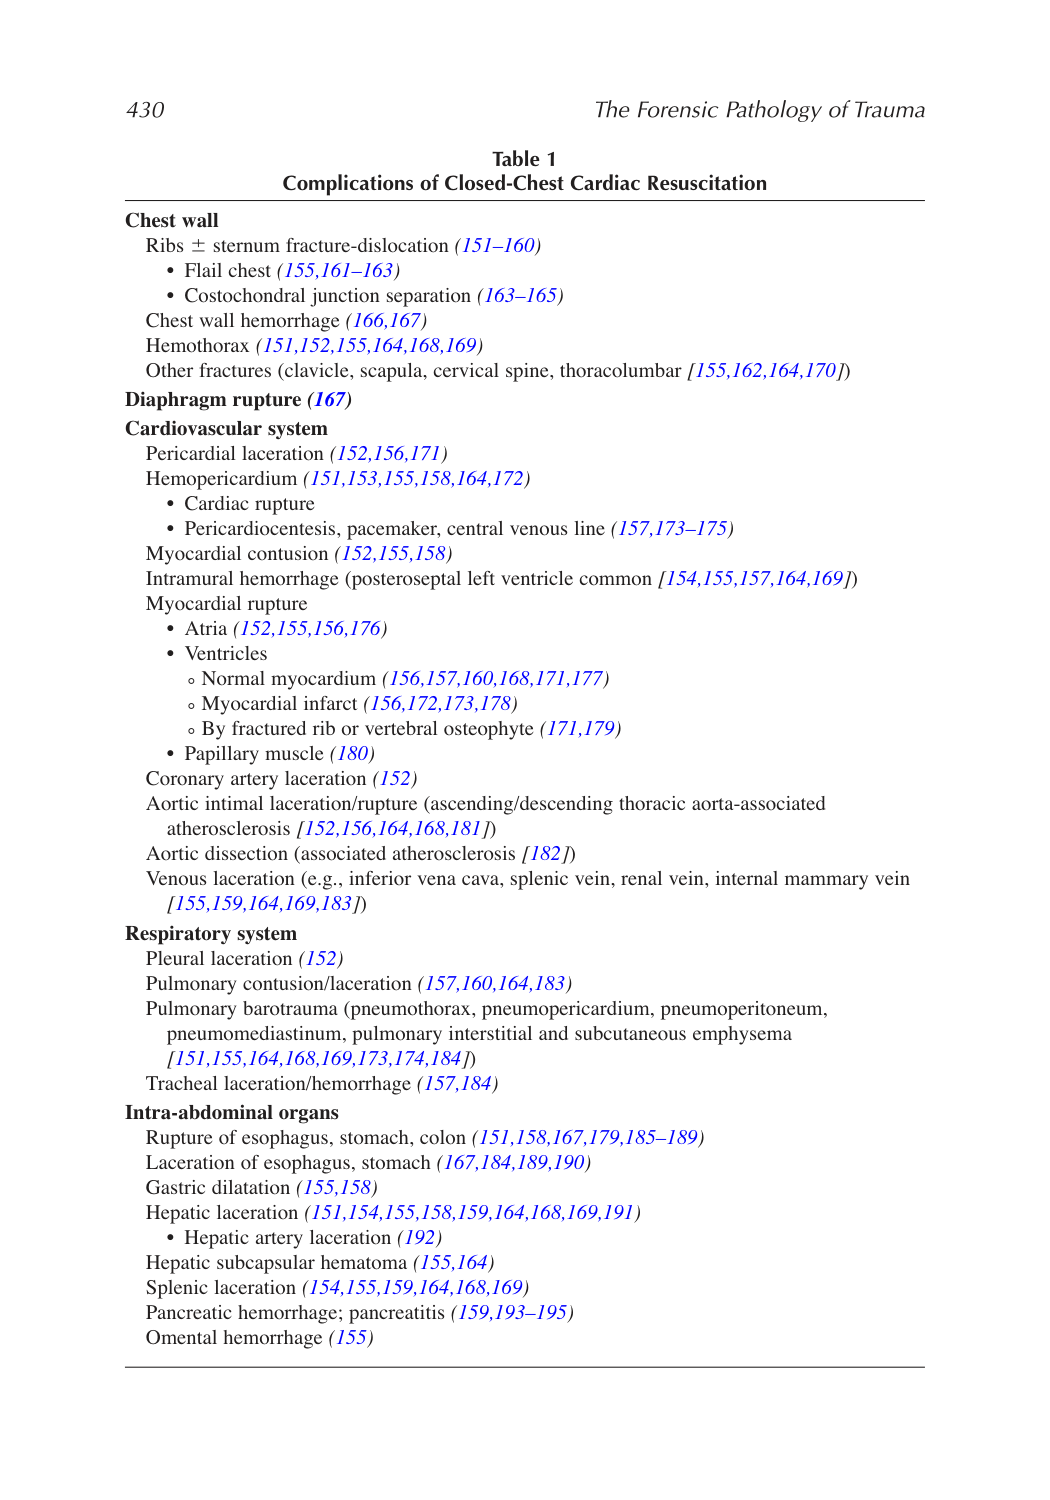 430
The Forensic Pathology of Trauma
Table 1
Complications of Closed-Chest Cardiac Resuscitation
Chest wall
Ribs ± sternum fracture-dislocation (151–160)
• Flail chest (155,161–163)
• Costochondral junction separation (163–165)
Chest wall hemorrhage (166,167)
Hemothorax (151,152,155,164,168,169)
Other fractures (clavicle, scapula, cervical spine, thoracolumbar [155,162,164,170])
Diaphragm rupture (167)
Cardiovascular system
Pericardial laceration (152,156,171)
Hemopericardium (151,153,155,158,164,172)
• Cardiac rupture
• Pericardiocentesis, pacemaker, central venous line (157,173–175)
Myocardial contusion (152,155,158)
Intramural hemorrhage (posteroseptal left ventricle common [154,155,157,164,169])
Myocardial rupture
• Atria (152,155,156,176)
• Ventricles
◦ Normal myocardium (156,157,160,168,171,177)
◦ Myocardial infarct (156,172,173,178)
◦ By fractured rib or vertebral osteophyte (171,179)
• Papillary muscle (180)
Coronary artery laceration (152)
Aortic intimal laceration/rupture (ascending/descending thoracic aorta-associated
atherosclerosis [152,156,164,168,181])
Aortic dissection (associated atherosclerosis [182])
Venous laceration (e.g., inferior vena cava, splenic vein, renal vein, internal mammary vein
[155,159,164,169,183])
Respiratory system
Pleural laceration (152)
Pulmonary contusion/laceration (157,160,164,183)
Pulmonary barotrauma (pneumothorax, pneumopericardium, pneumoperitoneum,
pneumomediastinum, pulmonary interstitial and subcutaneous emphysema
[151,155,164,168,169,173,174,184])
Tracheal laceration/hemorrhage (157,184)
Intra-abdominal organs
Rupture of esophagus, stomach, colon (151,158,167,179,185–189)
Laceration of esophagus, stomach (167,184,189,190)
Gastric dilatation (155,158)
Hepatic laceration (151,154,155,158,159,164,168,169,191)
• Hepatic artery laceration (192)
Hepatic subcapsular hematoma (155,164)
Splenic laceration (154,155,159,164,168,169)
Pancreatic hemorrhage; pancreatitis (159,193–195)
Omental hemorrhage (155)